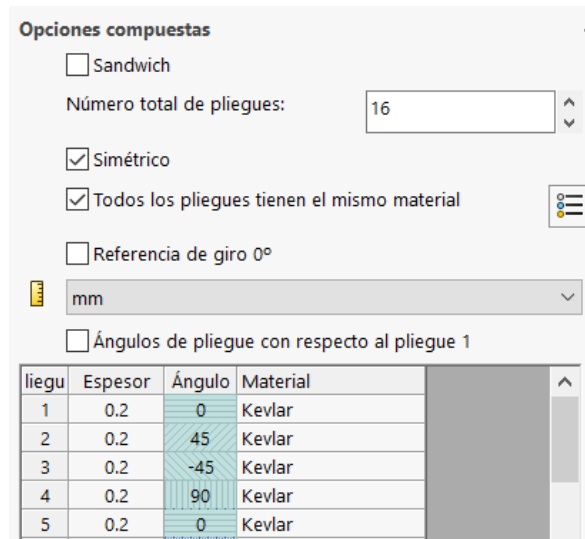 Opciones compuestas
Sandwich
Número total de pliegues: 16
Simétrico
Todos los pliegues tienen el mismo material
Referencia de giro 0º
mm
Ángulos de pliegue con respecto al pliegue 1
liegu Espesor Ángulo Material
1 0.2 0 Kevlar
2 0.2 45 Kevlar
3 0.2 -45 Kevlar
4 0.2 90 Kevlar
5 0.2 0 Kevlar